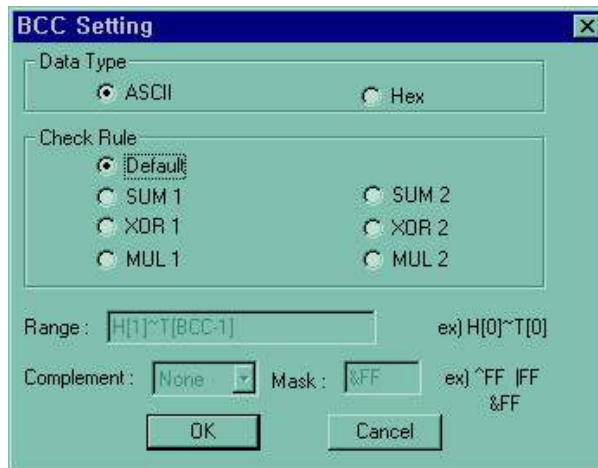 BCC Setting
Data Type
ASCII
Hex
Check Rule
Default
SUM 1
SUM 2
XOR 1
XOR 2
MUL 1
MUL 2
Range : H[1]~T[BCC-1] ex) H[0]~T[0]
Complement : None Mask : &FF ex) ^FF |FF
&FF
OK Cancel